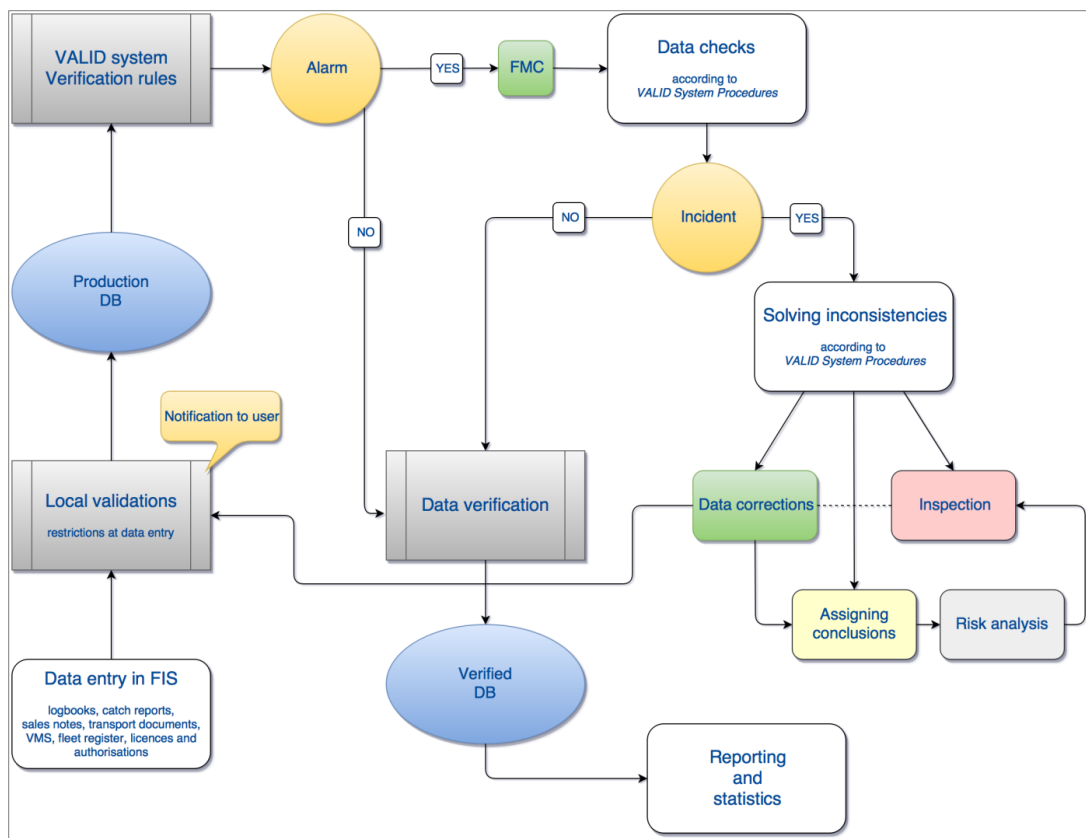 VALID system
Verification rules
Alarm
YES
FMC
Data checks
according to
VALID System Procedures
NO
NO
Incident
YES
Production
DB
Solving inconsistencies
according to
VALID System Procedures
Notification to user
Local validations
restrictions at data entry
Data verification
Data corrections
Inspection
Assigning
conclusions
Risk analysis
Data entry in FIS
logbooks, catch reports,
sales notes, transport documents,
VMS, fleet register, licences and
authorisations
Verified
DB
Reporting
and
statistics